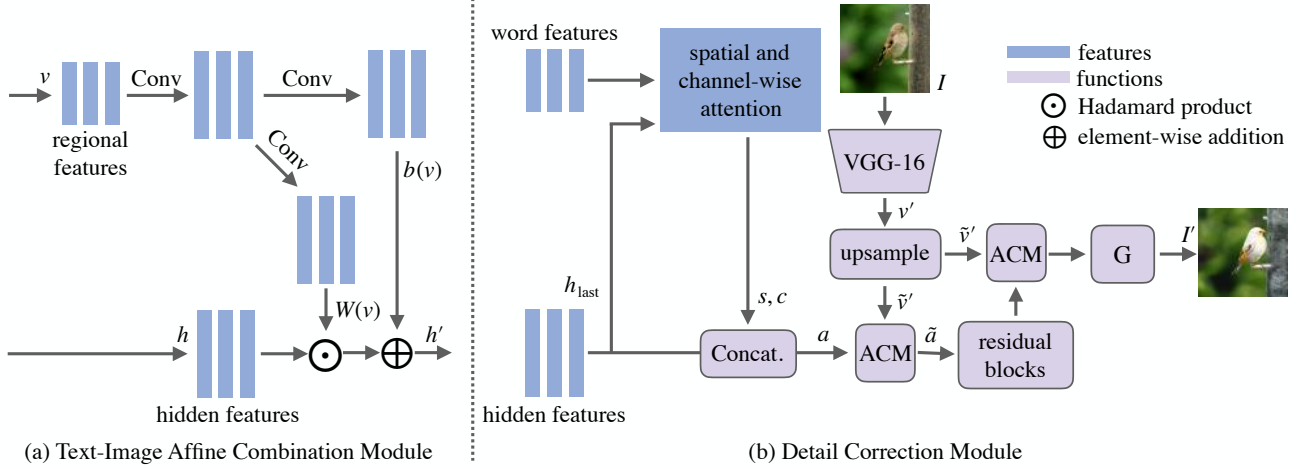 v
Conv
Conv
regional
features
Conv
b(v)
W(v)
h
h′
hidden features
(a) Text-Image Affine Combination Module
word features
spatial and
channel-wise
attention
I
VGG-16
v′
upsample
ṽ′
ACM
G
I′
h_last
s, c
ṽ′
hidden features
Concat.
a
ACM
ã
residual
blocks
features
functions
Hadamard product
element-wise addition
(b) Detail Correction Module